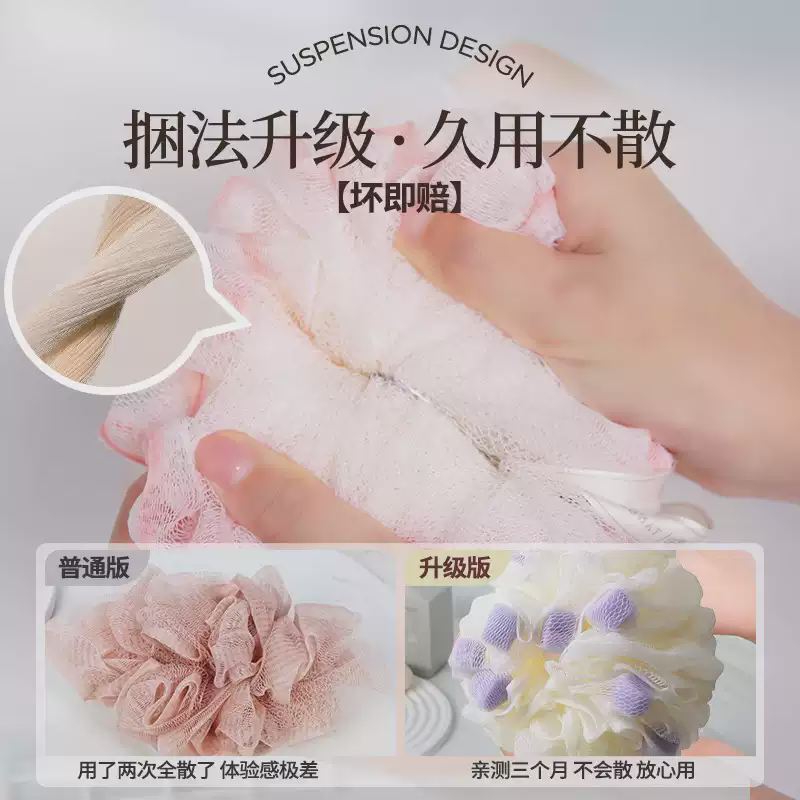 SUSPENSION DESIGN
捆法升级·久用不散
【坏即赔】
普通版
升级版
用了两次全散了 体验感极差
亲测三个月 不会散 放心用